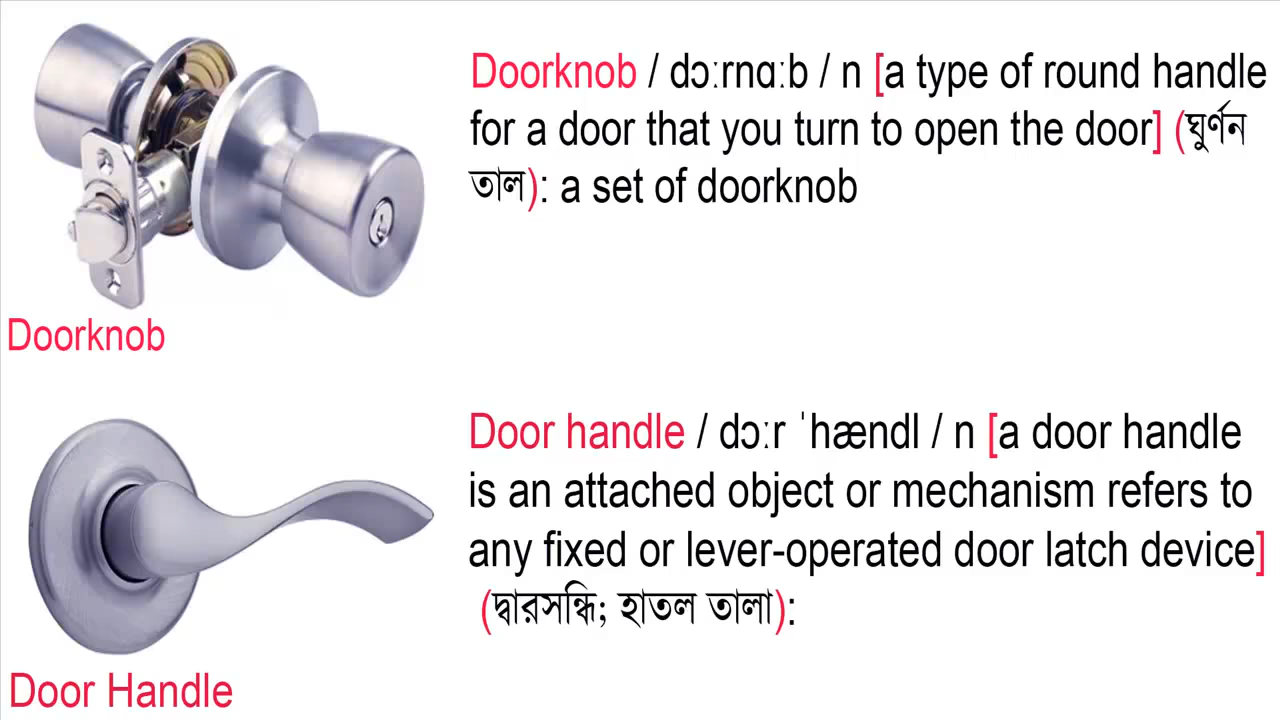 Doorknob / dɔːrnɑːb / n [a type of round handle
for a door that you turn to open the door] (ঘুর্ণন
তাল): a set of doorknob
Doorknob
Door handle / dɔːr ˈhændl / n [a door handle
is an attached object or mechanism refers to
any fixed or lever-operated door latch device]
(দ্বারসন্ধি; হাতল তালা):
Door Handle